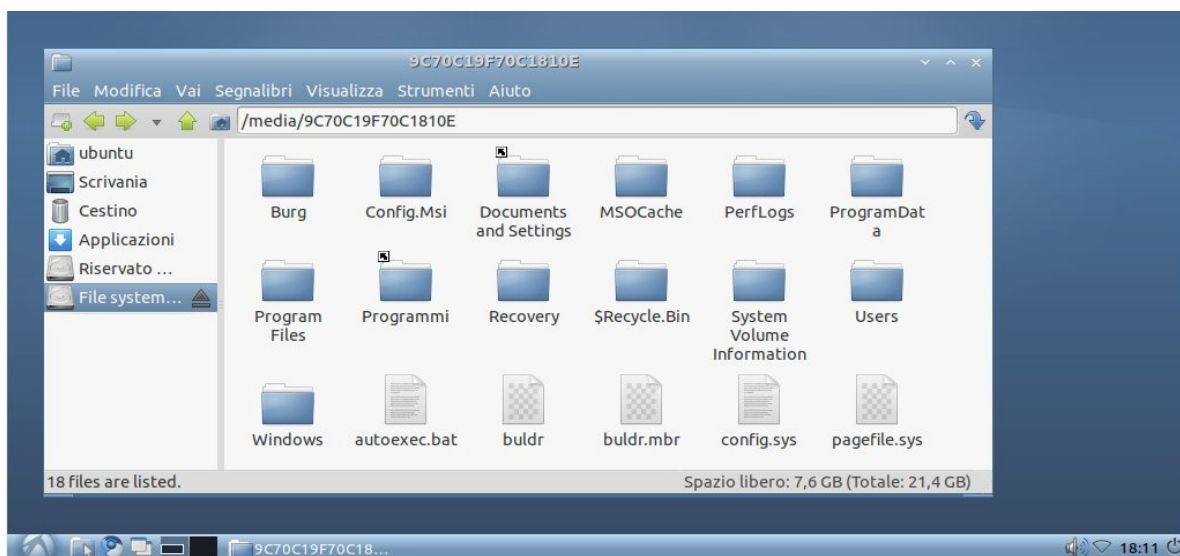 9C70C19F70C1810E
File Modifica Vai Segnalibri Visualizza Strumenti Aiuto
/media/9C70C19F70C1810E
ubuntu
Scrivania
Cestino
Applicazioni
Riservato ...
File system...
Burg
Config.Msi
Documents
and Settings
MSOCache
PerfLogs
ProgramDat
a
Program
Files
Programmi
Recovery
$Recycle.Bin
System
Volume
Information
Users
Windows
autoexec.bat
buldr
buldr.mbr
config.sys
pagefile.sys
18 files are listed.
Spazio libero: 7,6 GB (Totale: 21,4 GB)
9C70C19F70C18...
18:11